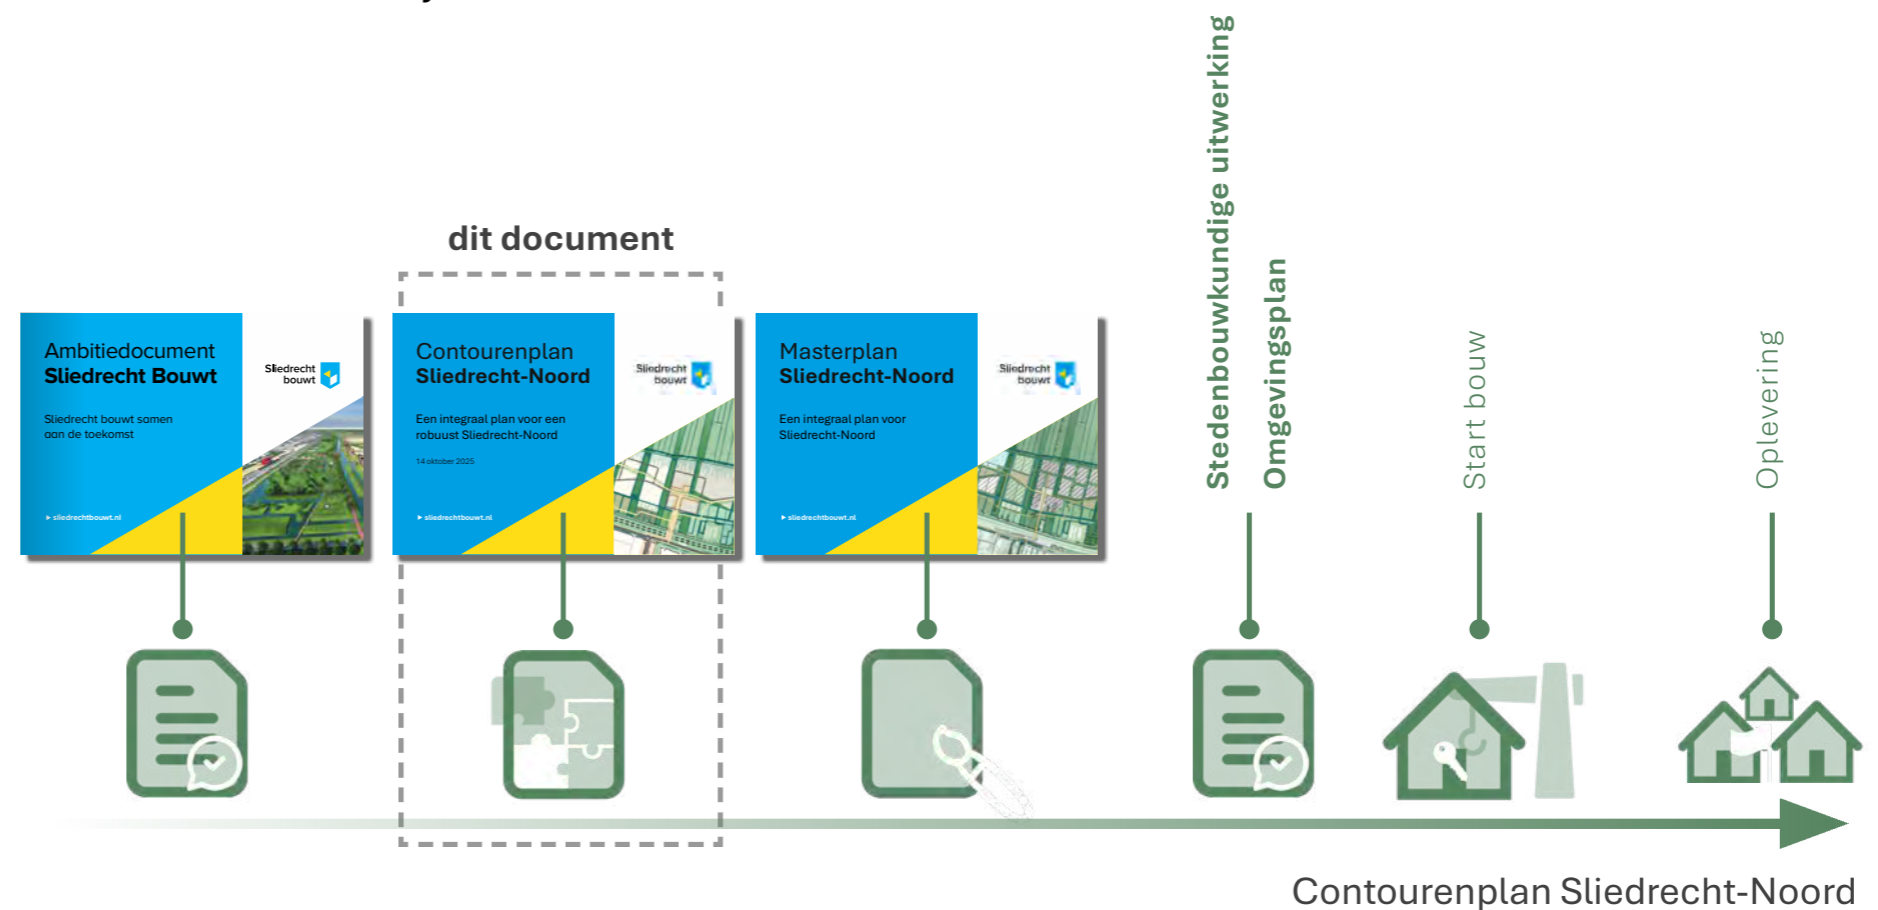 dit document
Ambitiedocument
Sliedrecht Bouwt
Sliedrecht bouwt samen
aan de toekomst
▸ sliedrechtbouwt.nl
Sliedrecht
bouwt
Contourenplan
Sliedrecht-Noord
Een integraal plan voor een
robuust Sliedrecht-Noord
14 oktober 2025
▸ sliedrechtbouwt.nl
Sliedrecht
bouwt
Masterplan
Sliedrecht-Noord
Een integraal plan voor
Sliedrecht-Noord
▸ sliedrechtbouwt.nl
Sliedrecht
bouwt
Stedenbouwkundige uitwerking
Omgevingsplan
Start bouw
Oplevering
Contourenplan Sliedrecht-Noord